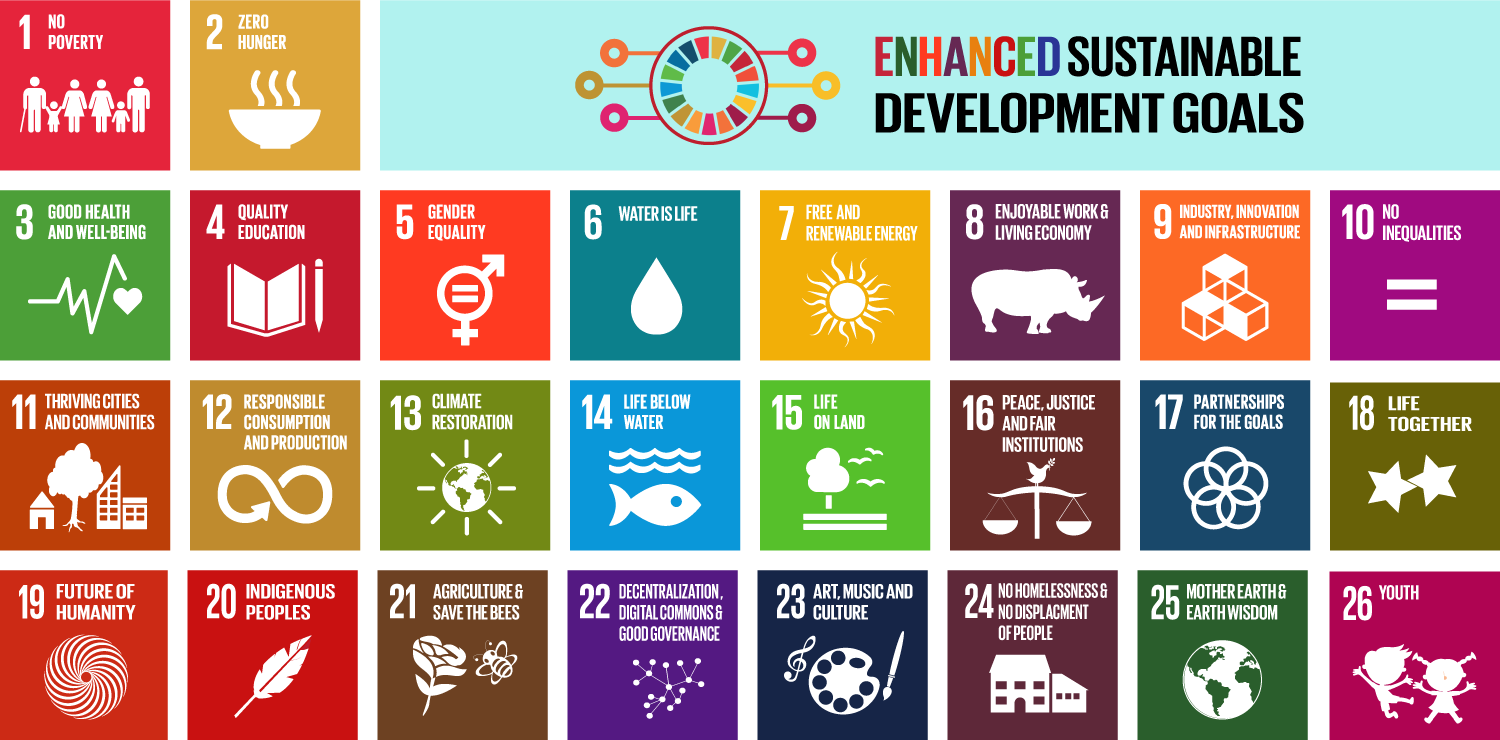 1 NO
POVERTY
2 ZERO
HUNGER
ENHANCED SUSTAINABLE
DEVELOPMENT GOALS
3 GOOD HEALTH
AND WELL-BEING
4 QUALITY
EDUCATION
5 GENDER
EQUALITY
6 WATER IS LIFE
7 FREE AND
RENEWABLE ENERGY
8 ENJOYABLE WORK &
LIVING ECONOMY
9 INDUSTRY, INNOVATION
AND INFRASTRUCTURE
10 NO
INEQUALITIES
11 THRIVING CITIES
AND COMMUNITIES
12 RESPONSIBLE
CONSUMPTION
AND PRODUCTION
13 CLIMATE
RESTORATION
14 LIFE BELOW
WATER
15 LIFE
ON LAND
16 PEACE, JUSTICE
AND FAIR
INSTITUTIONS
17 PARTNERSHIPS
FOR THE GOALS
18 LIFE
TOGETHER
19 FUTURE OF
HUMANITY
20 INDIGENOUS
PEOPLES
21 AGRICULTURE &
SAVE THE BEES
22 DECENTRALIZATION,
DIGITAL COMMONS &
GOOD GOVERNANCE
23 ART, MUSIC AND
CULTURE
24 NO HOMELESSNESS &
NO DISPLACMENT
OF PEOPLE
25 MOTHER EARTH &
EARTH WISDOM
26 YOUTH